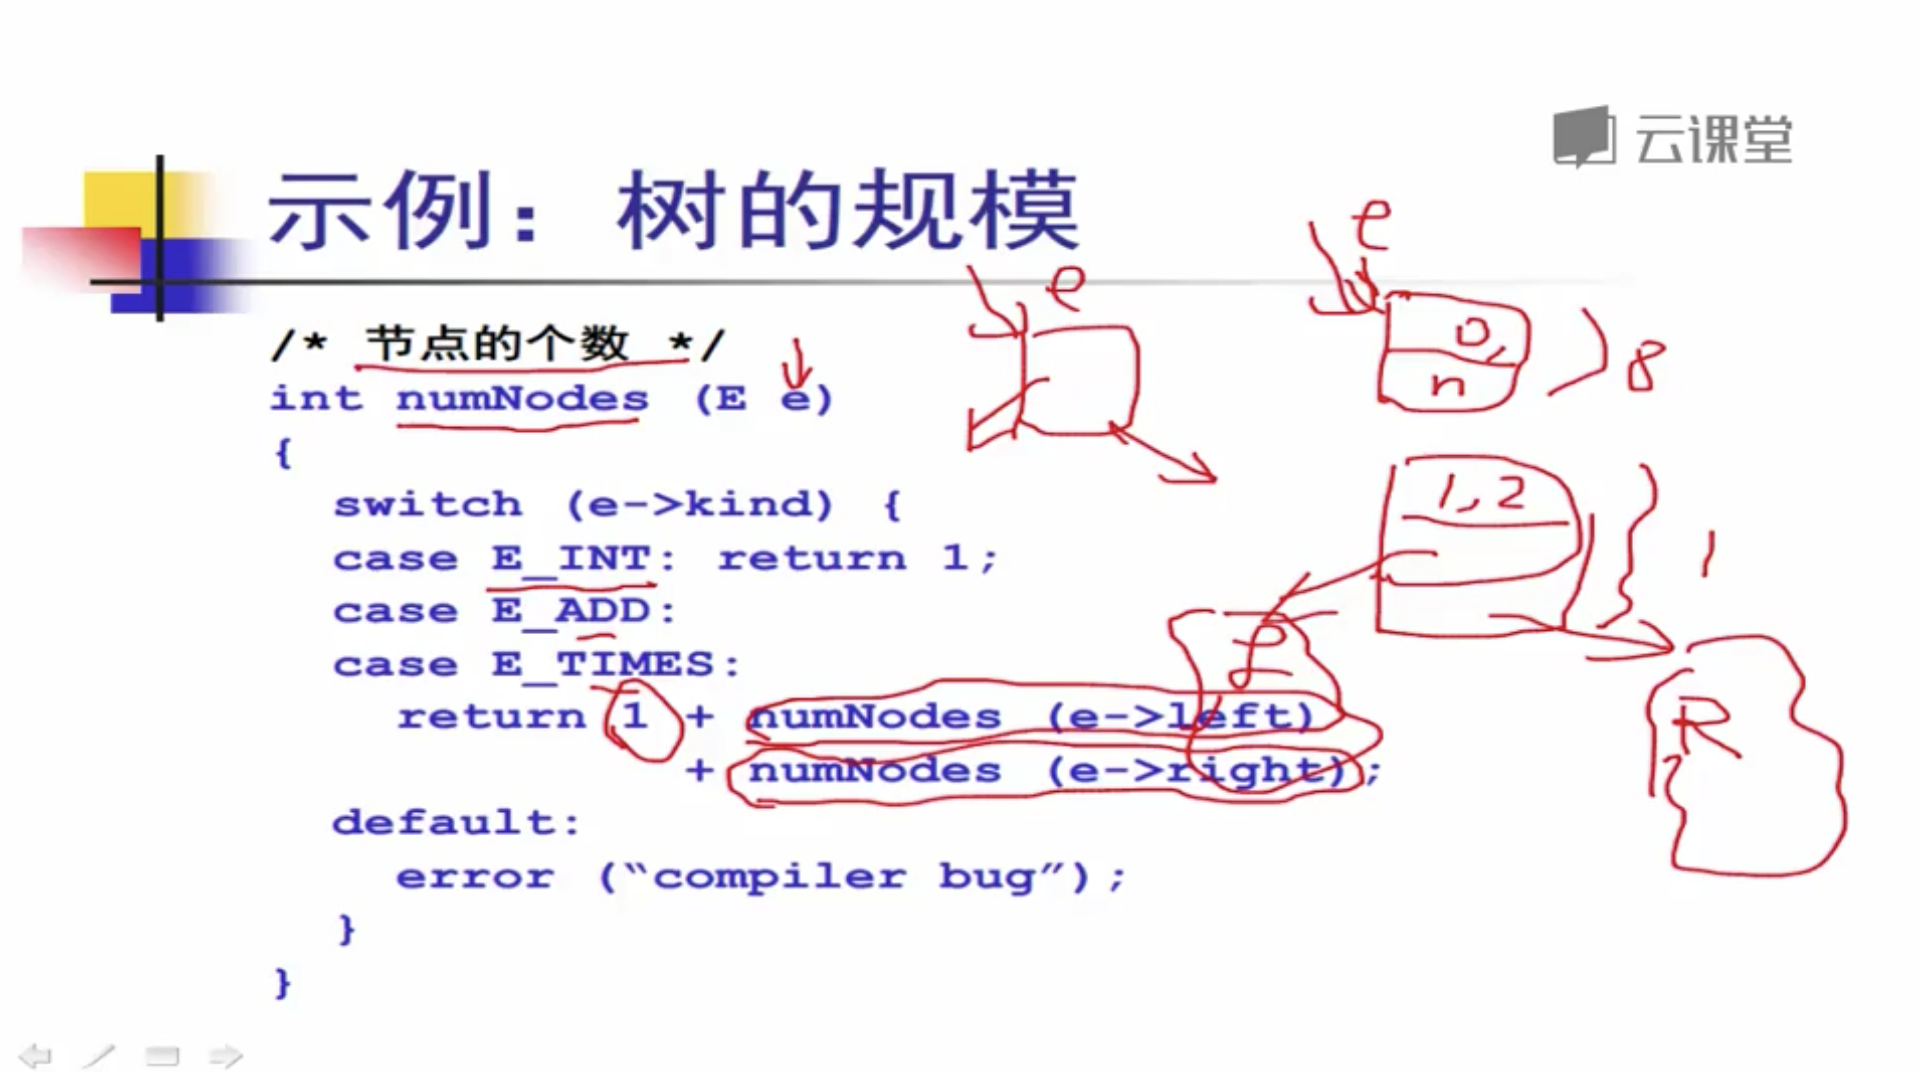 云课堂
示例：树的规模
e
e
/* 节点的个数 */
int numNodes (E e)
{
switch (e->kind) {
case E_INT: return 1;
case E_ADD:
case E_TIMES:
return 1 + numNodes (e->left)
+ numNodes (e->right);
default:
error (“compiler bug”);
}
}
0,
n
8
1,2
1
R